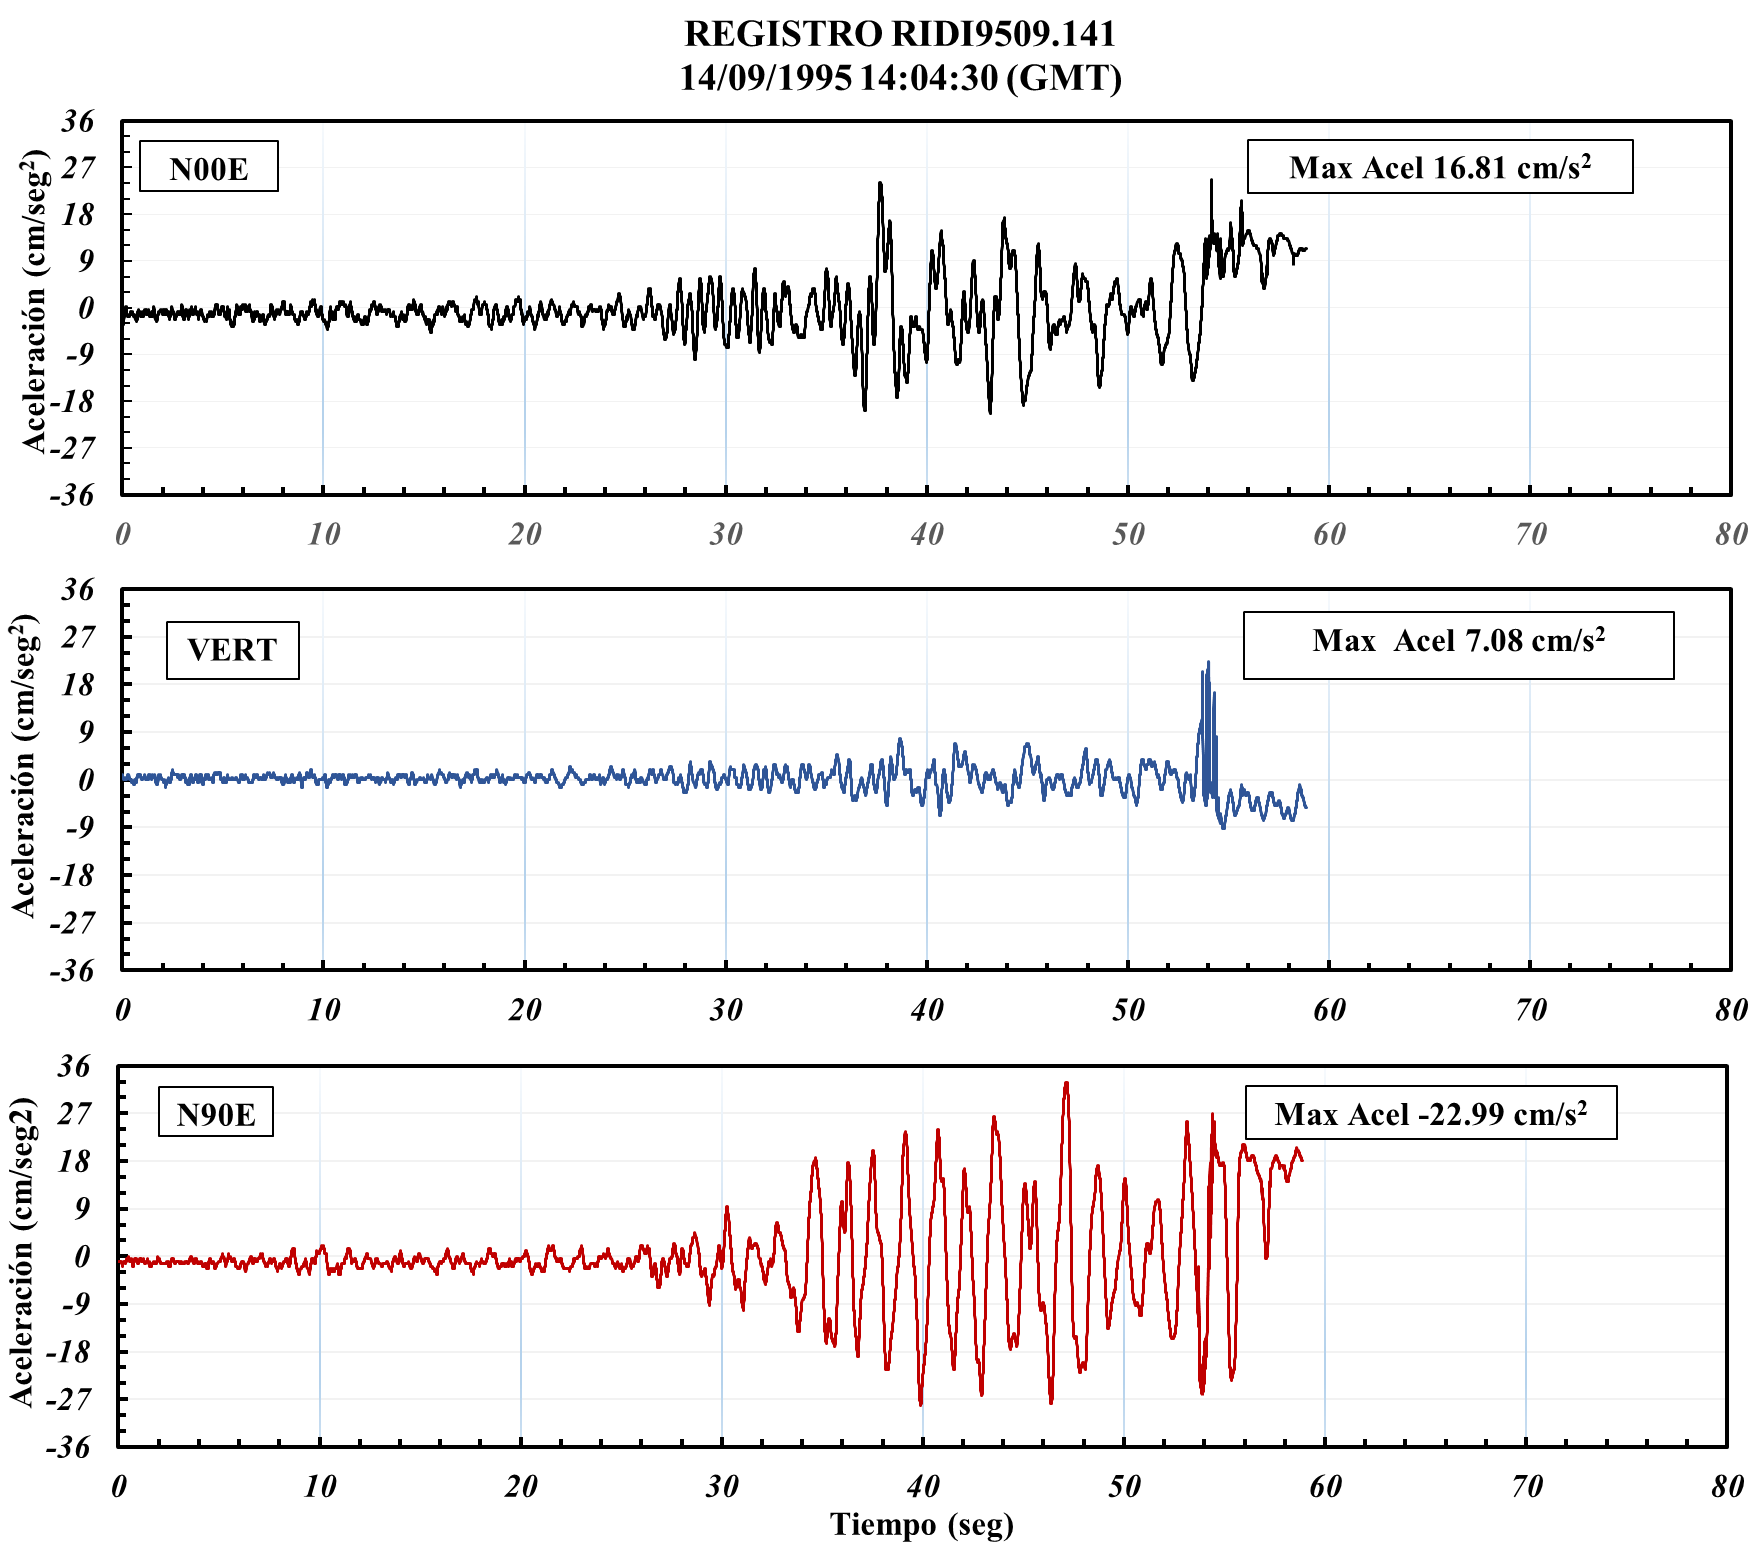 REGISTRO RIDI9509.141
14/09/1995 14:04:30 (GMT)
Aceleración (cm/seg²)
36
27
18
9
0
-9
-18
-27
-36
N00E
Max Acel 16.81 cm/s²
0 10 20 30 40 50 60 70 80
Aceleración (cm/seg²)
36
27
18
9
0
-9
-18
-27
-36
VERT
Max Acel 7.08 cm/s²
0 10 20 30 40 50 60 70 80
Aceleración (cm/seg2)
36
27
18
9
0
-9
-18
-27
-36
N90E
Max Acel -22.99 cm/s²
0 10 20 30 40 50 60 70 80
Tiempo (seg)